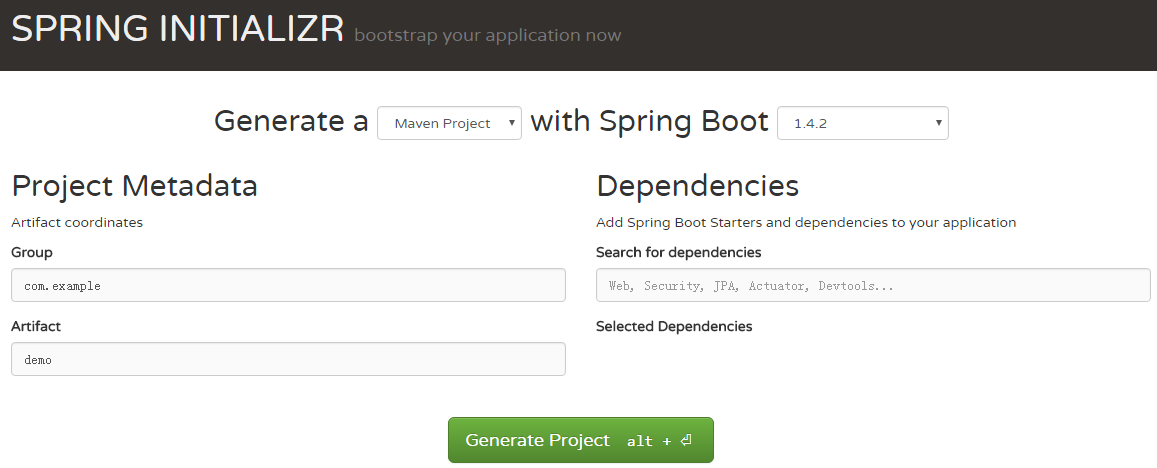 SPRING INITIALIZR bootstrap your application now
Generate a Maven Project with Spring Boot 1.4.2
Project Metadata
Artifact coordinates
Group
com.example
Artifact
demo
Dependencies
Add Spring Boot Starters and dependencies to your application
Search for dependencies
Web, Security, JPA, Actuator, Devtools...
Selected Dependencies
Generate Project alt + ⏎